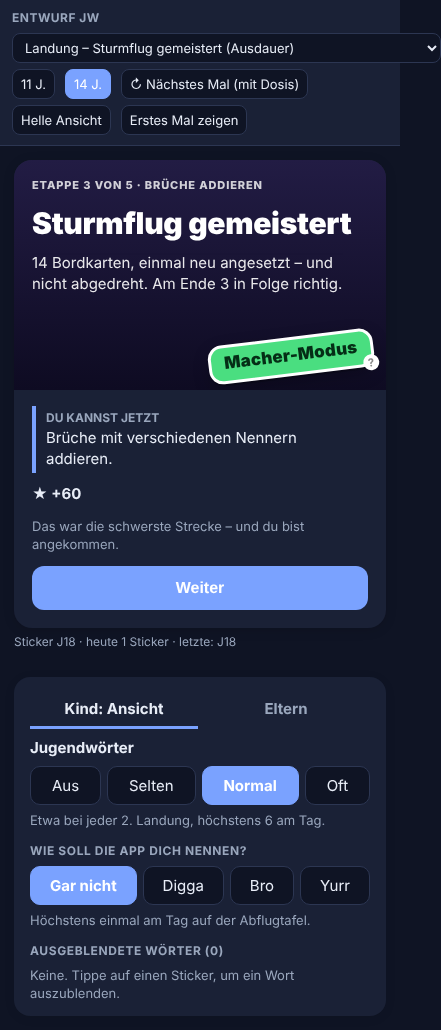 ENTWURF JW
Landung – Sturmflug gemeistert (Ausdauer)
11 J. 14 J. ↻ Nächstes Mal (mit Dosis)
Helle Ansicht Erstes Mal zeigen
ETAPPE 3 VON 5 · BRÜCHE ADDIEREN
Sturmflug gemeistert
14 Bordkarten, einmal neu angesetzt – und
nicht abgedreht. Am Ende 3 in Folge richtig.
Macher-Modus
?
DU KANNST JETZT
Brüche mit verschiedenen Nennern
addieren.
★ +60
Das war die schwerste Strecke – und du bist
angekommen.
Weiter
Sticker J18 · heute 1 Sticker · letzte: J18
Kind: Ansicht Eltern
Jugendwörter
Aus Selten Normal Oft
Etwa bei jeder 2. Landung, höchstens 6 am Tag.
WIE SOLL DIE APP DICH NENNEN?
Gar nicht Digga Bro Yurr
Höchstens einmal am Tag auf der Abflugtafel.
AUSGEBLENDETE WÖRTER (0)
Keine. Tippe auf einen Sticker, um ein Wort
auszublenden.